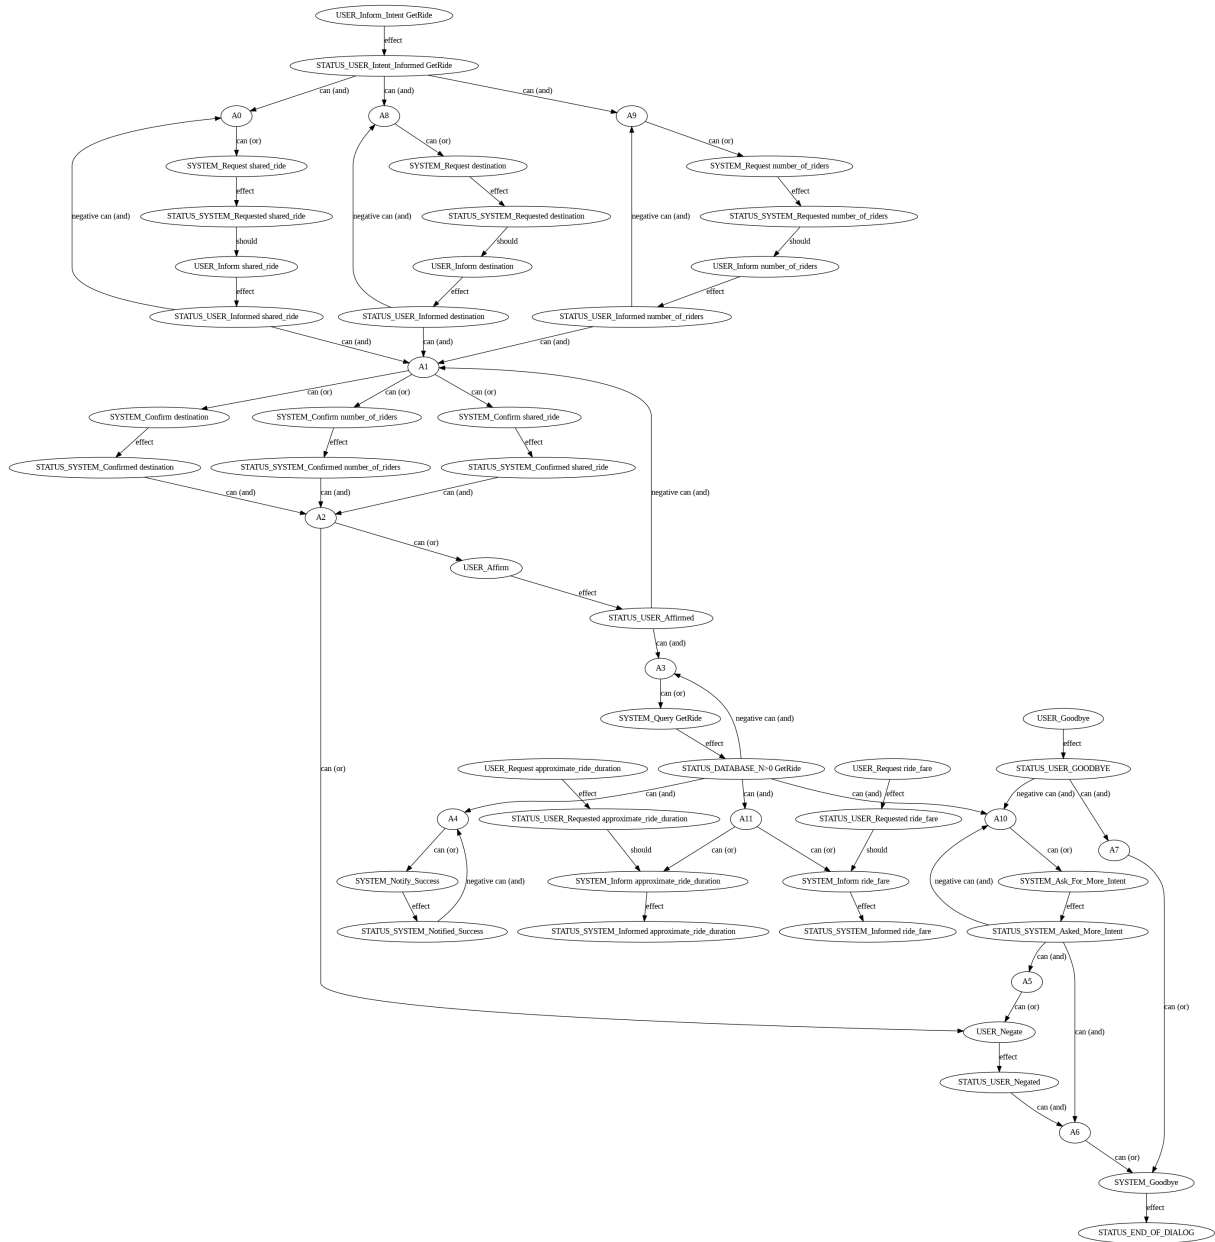 USER_Inform_Intent GetRide
effect
STATUS_USER_Intent_Informed GetRide
can (and)
can (and)
can (and)
A0
A8
A9
can (or)
can (or)
can (or)
SYSTEM_Request shared_ride
SYSTEM_Request destination
SYSTEM_Request number_of_riders
effect
effect
effect
STATUS_SYSTEM_Requested shared_ride
STATUS_SYSTEM_Requested destination
STATUS_SYSTEM_Requested number_of_riders
negative can (and)
negative can (and)
negative can (and)
should
should
should
USER_Inform shared_ride
USER_Inform destination
USER_Inform number_of_riders
effect
effect
effect
STATUS_USER_Informed shared_ride
STATUS_USER_Informed destination
STATUS_USER_Informed number_of_riders
can (and)
can (and)
can (and)
A1
can (or)
can (or)
can (or)
SYSTEM_Confirm destination
SYSTEM_Confirm number_of_riders
SYSTEM_Confirm shared_ride
effect
effect
effect
STATUS_SYSTEM_Confirmed destination
STATUS_SYSTEM_Confirmed number_of_riders
STATUS_SYSTEM_Confirmed shared_ride
can (and)
can (and)
can (and)
negative can (and)
A2
can (or)
USER_Affirm
effect
STATUS_USER_Affirmed
can (and)
A3
can (or)
SYSTEM_Query GetRide
negative can (and)
USER_Goodbye
effect
effect
can (or)
USER_Request approximate_ride_duration
STATUS_DATABASE_N>0 GetRide
USER_Request ride_fare
STATUS_USER_GOODBYE
effect
can (and)
can (and)
can (and)
effect
negative can (and)
can (and)
A4
STATUS_USER_Requested approximate_ride_duration
A11
STATUS_USER_Requested ride_fare
A10
can (or)
should
can (or)
can (or)
should
can (or)
A7
SYSTEM_Notify_Success
negative can (and)
SYSTEM_Inform approximate_ride_duration
SYSTEM_Inform ride_fare
negative can (and)
SYSTEM_Ask_For_More_Intent
effect
effect
effect
effect
STATUS_SYSTEM_Notified_Success
STATUS_SYSTEM_Informed approximate_ride_duration
STATUS_SYSTEM_Informed ride_fare
STATUS_SYSTEM_Asked_More_Intent
can (and)
A5
can (or)
can (or)
USER_Negate
can (and)
effect
STATUS_USER_Negated
can (and)
A6
can (or)
SYSTEM_Goodbye
effect
STATUS_END_OF_DIALOG